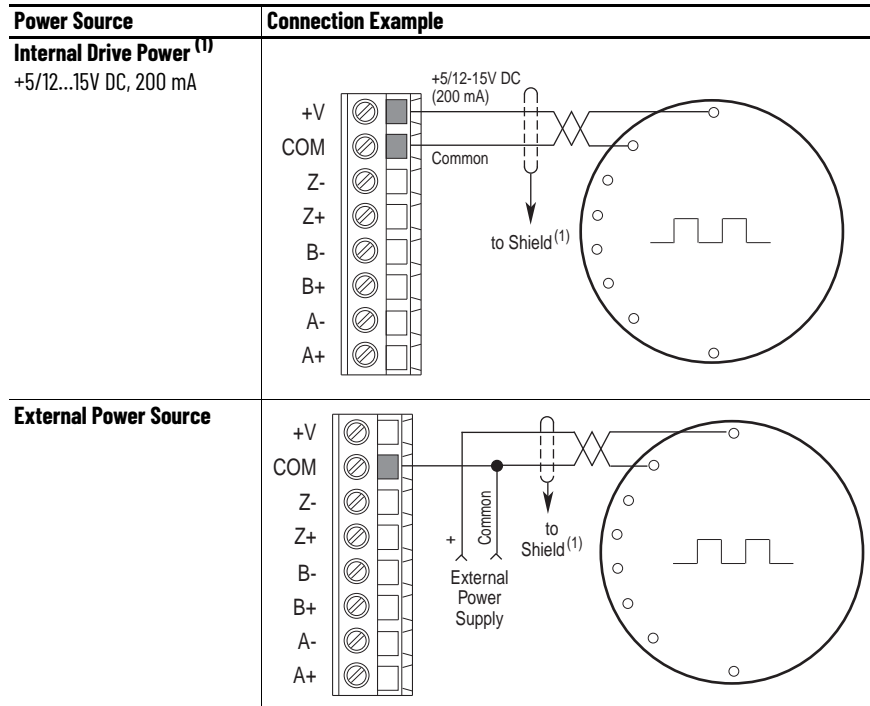 Power Source
Connection Example
Internal Drive Power (1)
+5/12...15V DC, 200 mA
+5/12-15V DC
(200 mA)
+V
COM
Common
Z-
Z+
to Shield (1)
B-
B+
A-
A+
External Power Source
+V
COM
Z-
Common
Z+
+
to
Shield (1)
B-
External
Power
Supply
B+
A-
A+